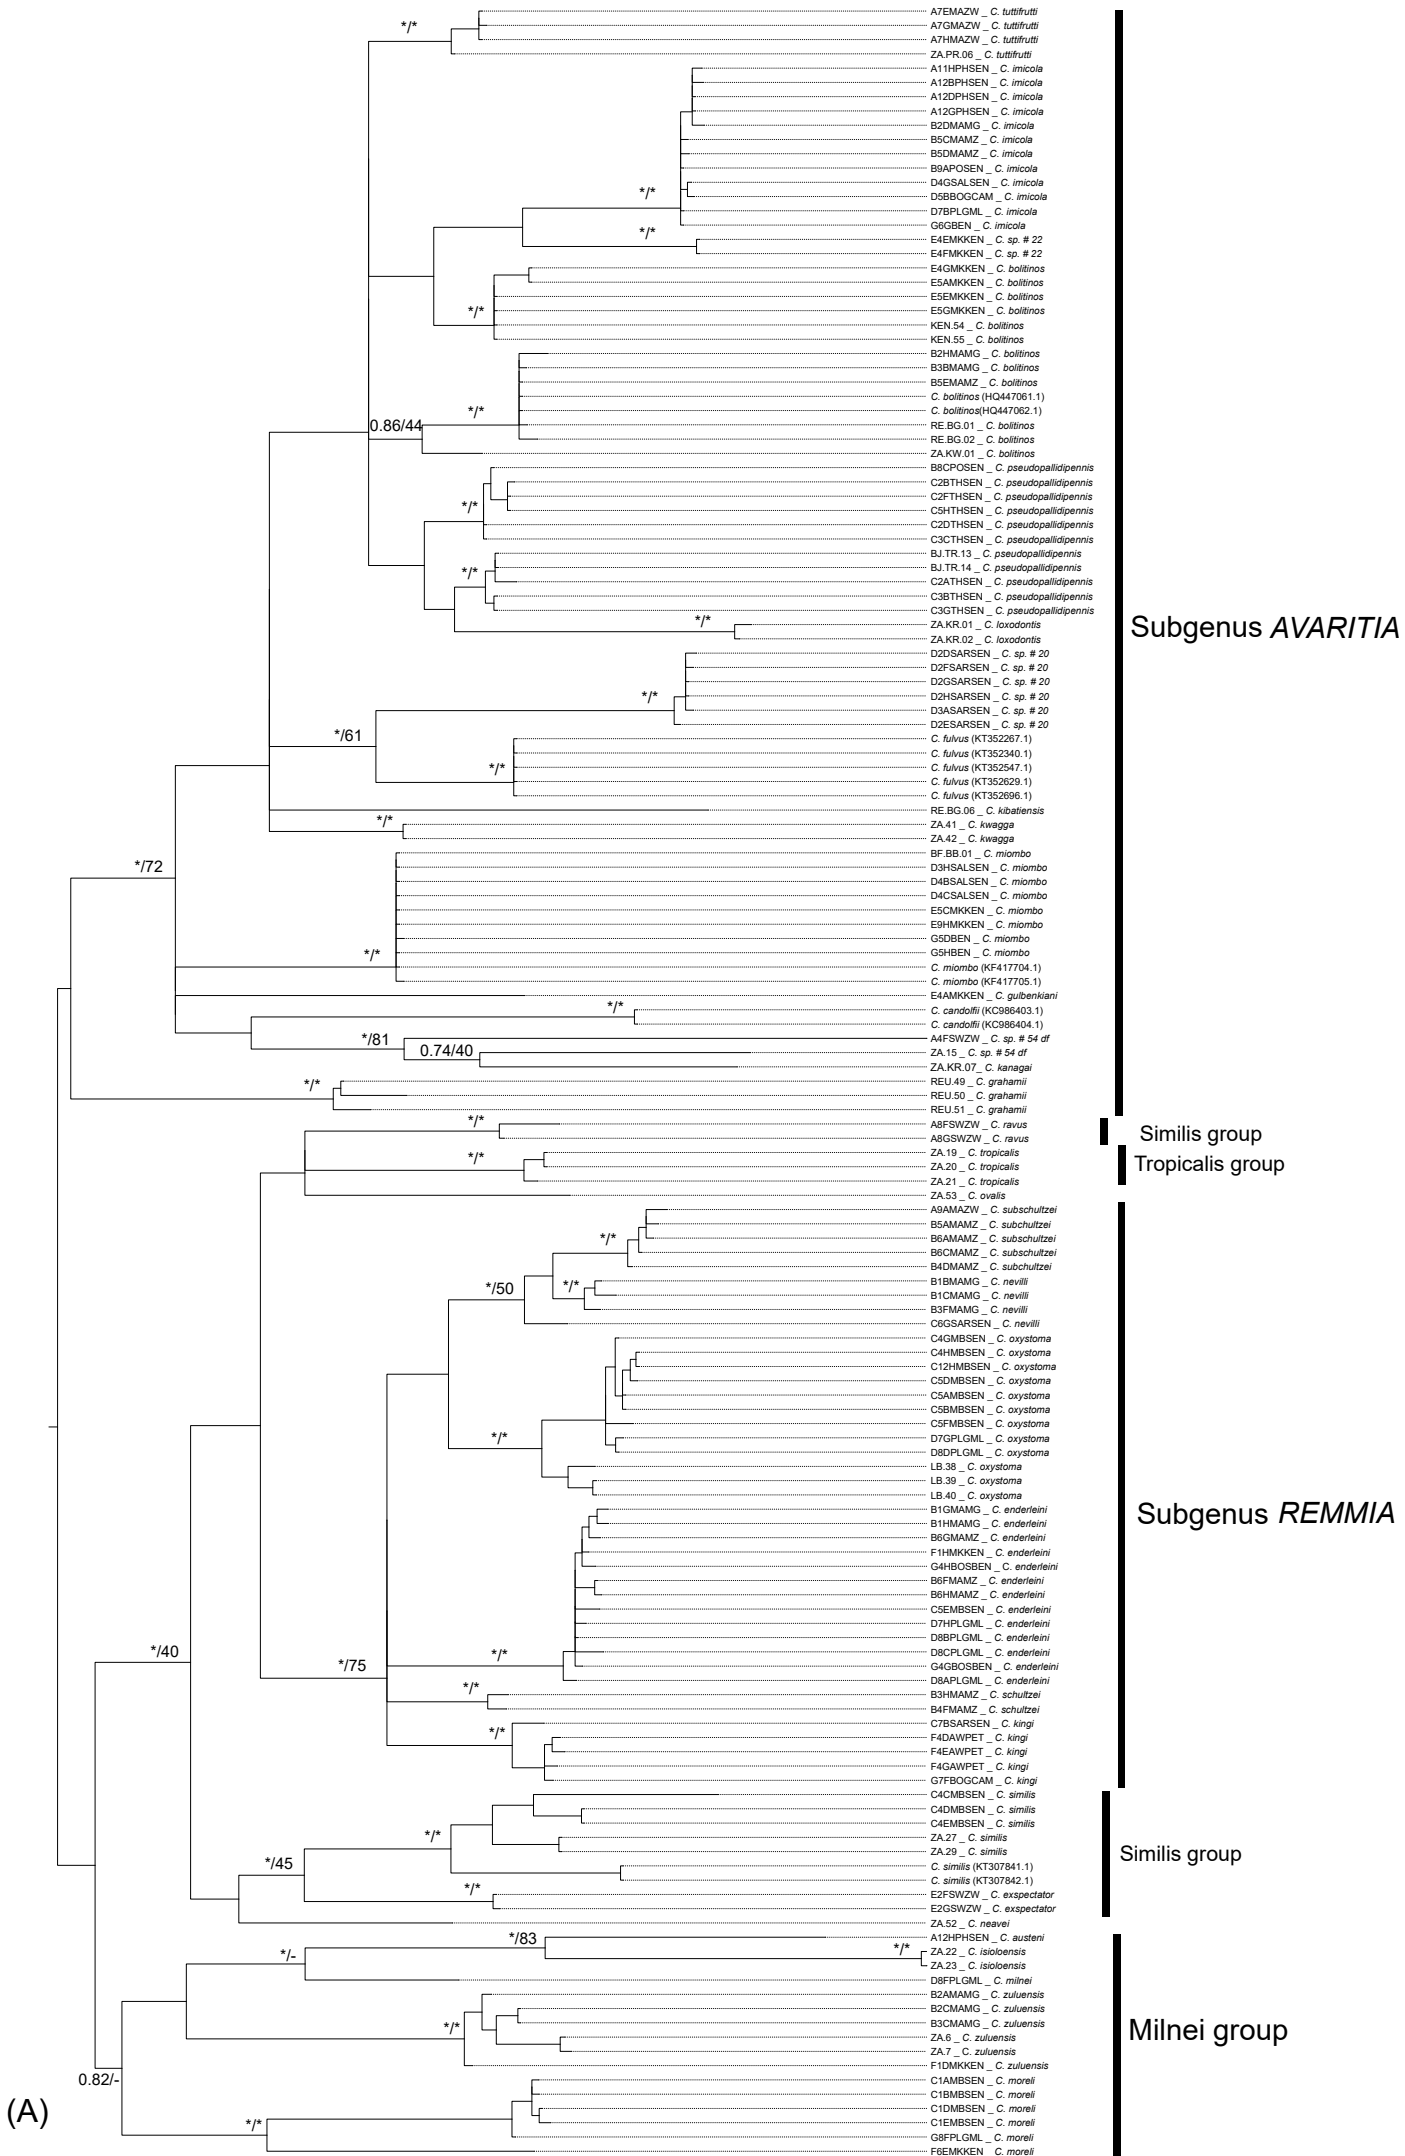 A7EMAZW _ C. tuttifrutti
*/*
A7GMAZW _ C. tuttifrutti
A7HMAZW _ C. tuttifrutti
ZA.PR.06 _ C. tuttifrutti
A11HPHSEN _ C. imicola
A12BPHSEN _ C. imicola
A12DPHSEN _ C. imicola
A12GPHSEN _ C. imicola
B2DMAMG _ C. imicola
B5CMAMZ _ C. imicola
B5DMAMZ _ C. imicola
B9APOSEN _ C. imicola
D4GSALSEN _ C. imicola
*/*
D5BBOGCAM _ C. imicola
D7BPLGML _ C. imicola
G6GBEN _ C. imicola
*/*
E4EMKKEN _ C. sp. # 22
E4FMKKEN _ C. sp. # 22
E4GMKKEN _ C. bolitinos
E5AMKKEN _ C. bolitinos
E5EMKKEN _ C. bolitinos
*/*
E5GMKKEN _ C. bolitinos
KEN.54 _ C. bolitinos
KEN.55 _ C. bolitinos
B2HMAMG _ C. bolitinos
B3BMAMG _ C. bolitinos
B5EMAMZ _ C. bolitinos
C. bolitinos (HQ447061.1)
*/*
C. bolitinos(HQ447062.1)
0.86/44
RE.BG.01 _ C. bolitinos
RE.BG.02 _ C. bolitinos
ZA.KW.01 _ C. bolitinos
B8CPOSEN _ C. pseudopallidipennis
C2BTHSEN _ C. pseudopallidipennis
C2FTHSEN _ C. pseudopallidipennis
*/*
C5HTHSEN _ C. pseudopallidipennis
C2DTHSEN _ C. pseudopallidipennis
C3CTHSEN _ C. pseudopallidipennis
BJ.TR.13 _ C. pseudopallidipennis
BJ.TR.14 _ C. pseudopallidipennis
*/*
C2ATHSEN _ C. pseudopallidipennis
C3BTHSEN _ C. pseudopallidipennis
C3GTHSEN _ C. pseudopallidipennis
*/*
ZA.KR.01 _ C. loxodontis
Subgenus AVARITIA
ZA.KR.02 _ C. loxodontis
D2DSARSEN _ C. sp. # 20
D2FSARSEN _ C. sp. # 20
D2GSARSEN _ C. sp. # 20
*/*
D2HSARSEN _ C. sp. # 20
D3ASARSEN _ C. sp. # 20
D2ESARSEN _ C. sp. # 20
*/61
C. fulvus (KT352267.1)
C. fulvus (KT352340.1)
*/*
C. fulvus (KT352547.1)
C. fulvus (KT352629.1)
C. fulvus (KT352696.1)
RE.BG.06 _ C. kibatiensis
*/*
ZA.41 _ C. kwagga
ZA.42 _ C. kwagga
BF.BB.01 _ C. miombo
*/72
D3HSALSEN _ C. miombo
D4BSALSEN _ C. miombo
D4CSALSEN _ C. miombo
E5CMKKEN _ C. miombo
E9HMKKEN _ C. miombo
G5DBEN _ C. miombo
*/*
G5HBEN _ C. miombo
C. miombo (KF417704.1)
C. miombo (KF417705.1)
E4AMKKEN _ C. gulbenkiani
*/*
C. candolfii (KC986403.1)
C. candolfii (KC986404.1)
*/81
A4FSWZW _ C. sp. # 54 df
0.74/40
ZA.15 _ C. sp. # 54 df
ZA.KR.07_ C. kanagai
*/*
REU.49 _ C. grahamii
REU.50 _ C. grahamii
REU.51 _ C. grahamii
*/*
A8FSWZW _ C. ravus
Similis group
A8GSWZW _ C. ravus
ZA.19 _ C. tropicalis
*/*
ZA.20 _ C. tropicalis
Tropicalis group
ZA.21 _ C. tropicalis
ZA.53 _ C. ovalis
A9AMAZW _ C. subschultzei
B5AMAMZ _ C. subchultzei
*/*
B6AMAMZ _ C. subschultzei
B6CMAMZ _ C. subschultzei
B4DMAMZ _ C. subchultzei
*/50
*/*
B1BMAMG _ C. nevilli
B1CMAMG _ C. nevilli
B3FMAMG _ C. nevilli
C6GSARSEN _ C. nevilli
C4GMBSEN _ C. oxystoma
C4HMBSEN _ C. oxystoma
C12HMBSEN _ C. oxystoma
C5DMBSEN _ C. oxystoma
C5AMBSEN _ C. oxystoma
C5BMBSEN _ C. oxystoma
C5FMBSEN _ C. oxystoma
*/*
D7GPLGML _ C. oxystoma
D8DPLGML _ C. oxystoma
LB.38 _ C. oxystoma
LB.39 _ C. oxystoma
LB.40 _ C. oxystoma
B1GMAMG _ C. enderleini
Subgenus REMMIA
B1HMAMG _ C. enderleini
B6GMAMZ _ C. enderleini
F1HMKKEN _ C. enderleini
G4HBOSBEN _ C. enderleini
B6FMAMZ _ C. enderleini
B6HMAMZ _ C. enderleini
C5EMBSEN _ C. enderleini
D7HPLGML _ C. enderleini
D8BPLGML _ C. enderleini
*/40
*/*
D8CPLGML _ C. enderleini
*/75
G4GBOSBEN _ C. enderleini
D8APLGML _ C. enderleini
*/*
B3HMAMZ _ C. schultzei
B4FMAMZ _ C. schultzei
C7BSARSEN _ C. kingi
*/*
F4DAWPET _ C. kingi
F4EAWPET _ C. kingi
F4GAWPET _ C. kingi
G7FBOGCAM _ C. kingi
C4CMBSEN _ C. similis
C4DMBSEN _ C. similis
C4EMBSEN _ C. similis
*/*
ZA.27 _ C. similis
ZA.29 _ C. similis
Similis group
*/45
C. similis (KT307841.1)
C. similis (KT307842.1)
*/*
E2FSWZW _ C. exspectator
E2GSWZW _ C. exspectator
ZA.52 _ C. neavei
*/83
A12HPHSEN _ C. austeni
*/-
*/*
ZA.22 _ C. isioloensis
ZA.23 _ C. isioloensis
D8FPLGML _ C. milnei
B2AMAMG _ C. zuluensis
B2CMAMG _ C. zuluensis
*/*
B3CMAMG _ C. zuluensis
Milnei group
ZA.6 _ C. zuluensis
ZA.7 _ C. zuluensis
F1DMKKEN _ C. zuluensis
0.82/-
C1AMBSEN _ C. moreli
C1BMBSEN _ C. moreli
(A)
C1DMBSEN _ C. moreli
*/*
C1EMBSEN _ C. moreli
G8FPLGML _ C. moreli
F6EMKKEN _ C. moreli